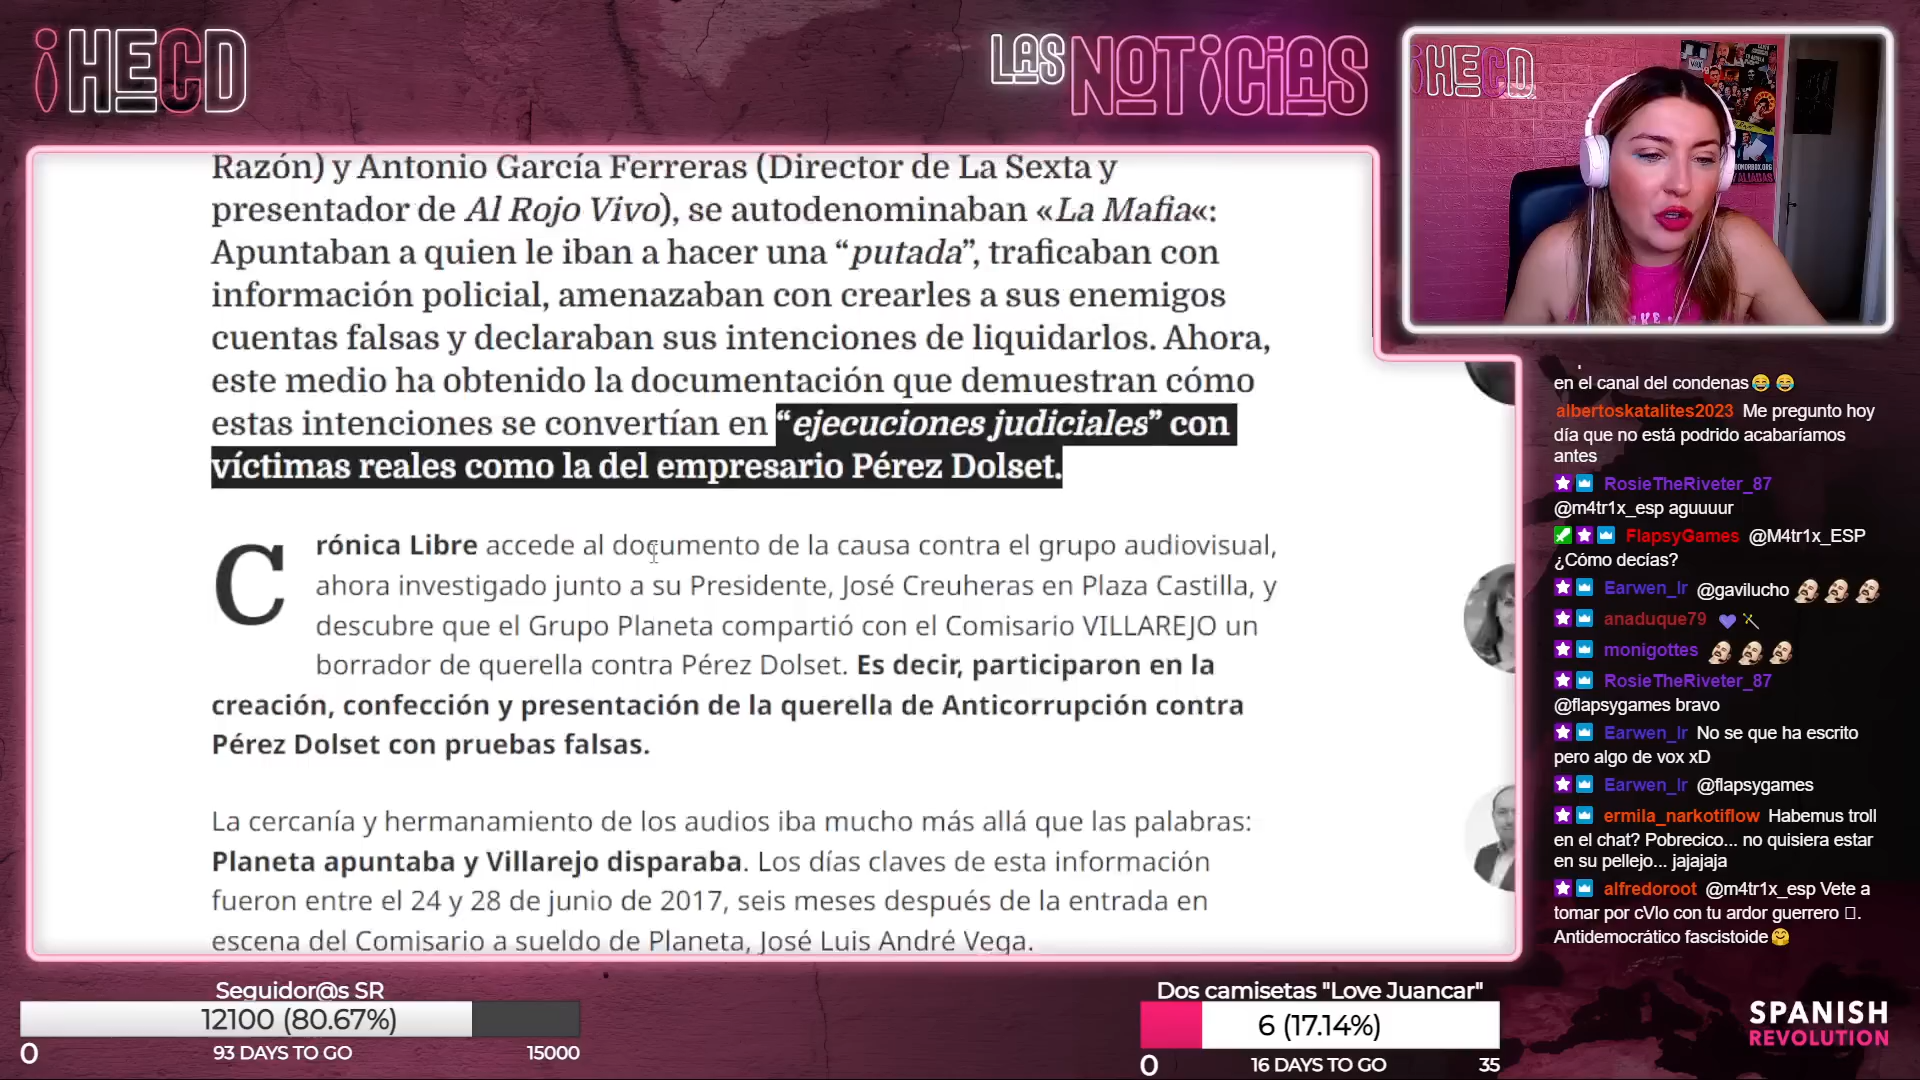 ¡HECD
LAS NOTICIAS
¡HECD
Razón) y Antonio García Ferreras (Director de La Sexta y
presentador de Al Rojo Vivo), se autodenominaban «La Mafia«:
Apuntaban a quien le iban a hacer una “putada”, traficaban con
información policial, amenazaban con crearles a sus enemigos
cuentas falsas y declaraban sus intenciones de liquidarlos. Ahora,
este medio ha obtenido la documentación que demuestran cómo
estas intenciones se convertían en “ejecuciones judiciales” con
víctimas reales como la del empresario Pérez Dolset.
Crónica Libre accede al documento de la causa contra el grupo audiovisual,
ahora investigado junto a su Presidente, José Creuheras en Plaza Castilla, y
descubre que el Grupo Planeta compartió con el Comisario VILLAREJO un
borrador de querella contra Pérez Dolset. Es decir, participaron en la
creación, confección y presentación de la querella de Anticorrupción contra
Pérez Dolset con pruebas falsas.
La cercanía y hermanamiento de los audios iba mucho más allá que las palabras:
Planeta apuntaba y Villarejo disparaba. Los días claves de esta información
fueron entre el 24 y 28 de junio de 2017, seis meses después de la entrada en
escena del Comisario a sueldo de Planeta, José Luis André Vega.
en el canal del condenas😂 😂
albertoskatalites2023 Me pregunto hoy
día que no está podrido acabaríamos
antes
RosieTheRiveter_87
@m4tr1x_esp aguuuur
FlapsyGames @M4tr1x_ESP
¿Cómo decías?
Earwen_lr @gavilucho
anaduque79 💜
monigottes
RosieTheRiveter_87
@flapsygames bravo
Earwen_lr No se que ha escrito
pero algo de vox xD
Earwen_lr @flapsygames
ermila_narkotiflow Habemus troll
en el chat? Pobrecico... no quisiera estar
en su pellejo... jajajaja
alfredoroot @m4tr1x_esp Vete a
tomar por cVlo con tu ardor guerrero ▯.
Antidemocrático fascistoide🤗
Seguidor@s SR
12100 (80.67%)
0 93 DAYS TO GO 15000
Dos camisetas "Love Juancar"
6 (17.14%)
0 16 DAYS TO GO 35
SPANISH
REVOLUTION